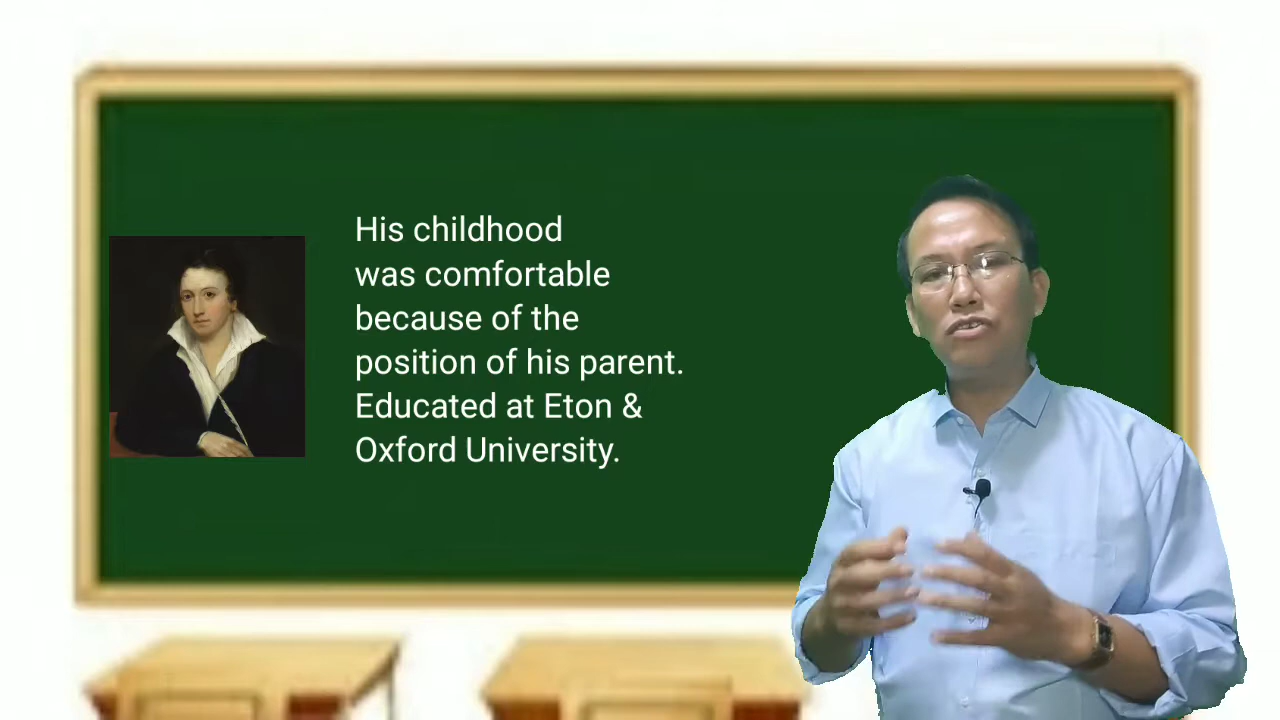 His childhood
was comfortable
because of the
position of his parent.
Educated at Eton &
Oxford University.